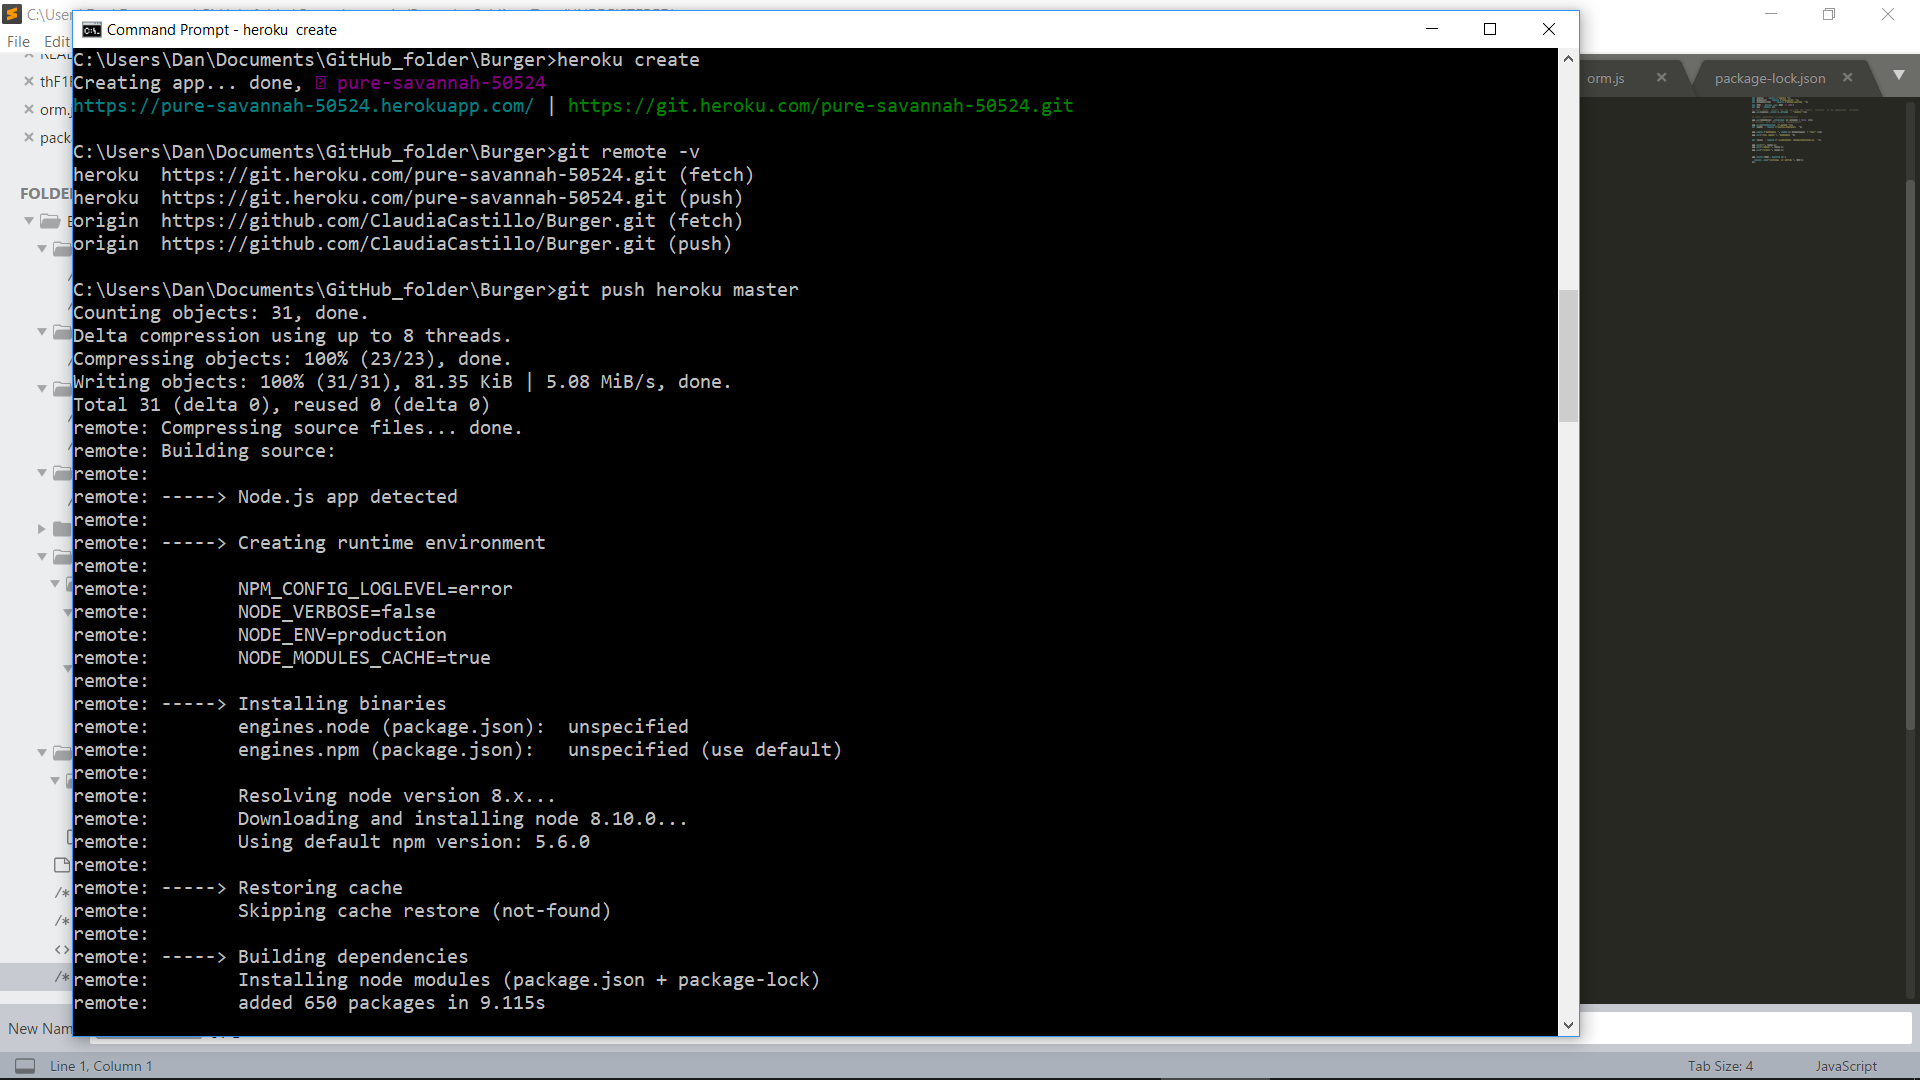 C:\User
Command Prompt - heroku  create
File
Edit
thF1
orm.
pack
FOLDE
orm.js
package-lock.json
C:\Users\Dan\Documents\GitHub_folder\Burger>heroku create
Creating app... done, pure-savannah-50524
https://pure-savannah-50524.herokuapp.com/ | https://git.heroku.com/pure-savannah-50524.git
C:\Users\Dan\Documents\GitHub_folder\Burger>git remote -v
heroku  https://git.heroku.com/pure-savannah-50524.git (fetch)
heroku  https://git.heroku.com/pure-savannah-50524.git (push)
origin  https://github.com/ClaudiaCastillo/Burger.git (fetch)
origin  https://github.com/ClaudiaCastillo/Burger.git (push)
C:\Users\Dan\Documents\GitHub_folder\Burger>git push heroku master
Counting objects: 31, done.
Delta compression using up to 8 threads.
Compressing objects: 100% (23/23), done.
Writing objects: 100% (31/31), 81.35 KiB | 5.08 MiB/s, done.
Total 31 (delta 0), reused 0 (delta 0)
remote: Compressing source files... done.
remote: Building source:
remote:
remote: -----> Node.js app detected
remote:
remote: -----> Creating runtime environment
remote:
remote:        NPM_CONFIG_LOGLEVEL=error
remote:        NODE_VERBOSE=false
remote:        NODE_ENV=production
remote:        NODE_MODULES_CACHE=true
remote:
remote: -----> Installing binaries
remote:        engines.node (package.json):  unspecified
remote:        engines.npm (package.json):   unspecified (use default)
remote:
remote:        Resolving node version 8.x...
remote:        Downloading and installing node 8.10.0...
remote:        Using default npm version: 5.6.0
remote:
remote: -----> Restoring cache
remote:        Skipping cache restore (not-found)
remote:
remote: -----> Building dependencies
remote:        Installing node modules (package.json + package-lock)
remote:        added 650 packages in 9.115s
New Nam
Line 1, Column 1
Tab Size: 4
JavaScript